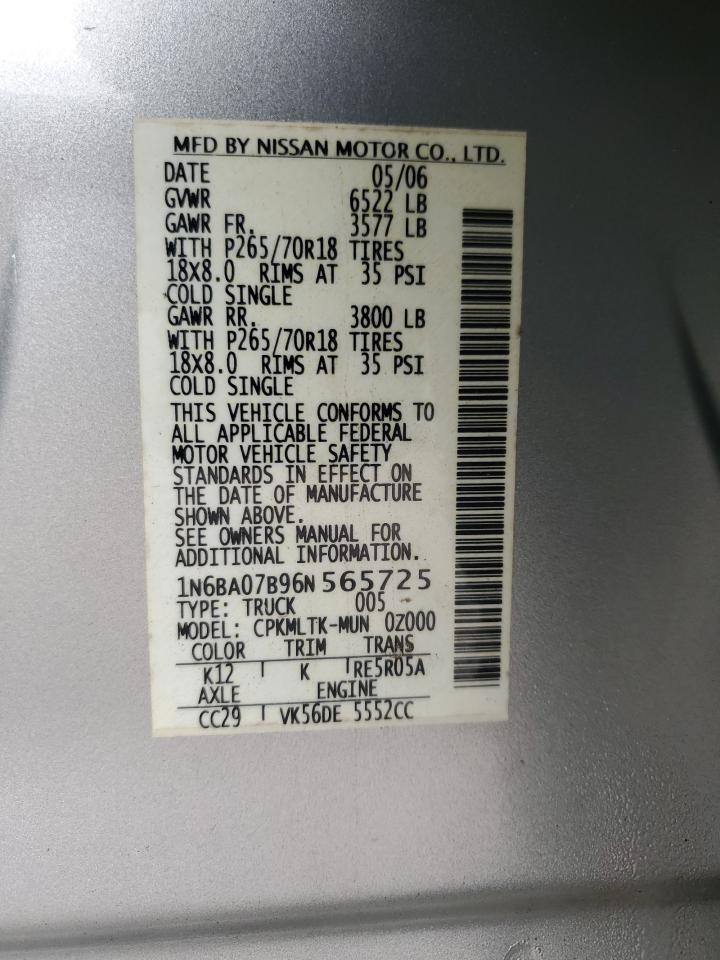 MFD BY NISSAN MOTOR CO., LTD.
DATE 05/06
GVWR 6522 LB
GAWR FR. 3577 LB
WITH P265/70R18 TIRES
18X8.0 RIMS AT 35 PSI
COLD SINGLE
GAWR RR. 3800 LB
WITH P265/70R18 TIRES
18X8.0 RIMS AT 35 PSI
COLD SINGLE
THIS VEHICLE CONFORMS TO
ALL APPLICABLE FEDERAL
MOTOR VEHICLE SAFETY
STANDARDS IN EFFECT ON
THE DATE OF MANUFACTURE
SHOWN ABOVE.
SEE OWNERS MANUAL FOR
ADDITIONAL INFORMATION.
1N6BA07B96N 565725
TYPE: TRUCK 005
MODEL: CPKMLTK-MUN 0Z000
COLOR TRIM TRANS
K12 K RE5R05A
AXLE ENGINE
CC29 VK56DE 5552CC